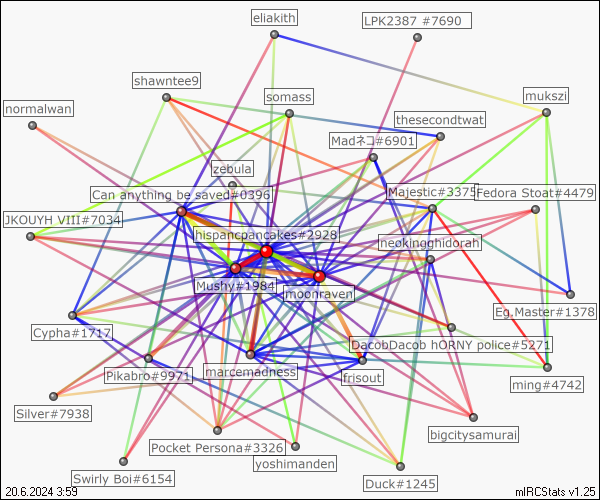 eliakith
LPK2387 #7690
shawntee9
mukszi
somass
normalwan
thesecondtwat
Madネコ#6901
zebula
Can anything be saved#0396
Majestic#3375
Fedora Stoat#4479
JKOUYH VIII#7034
hispancpancakes#2928
neokingghidorah
Mushy#1984
moonraven
Eg.Master#1378
Cypha#1717
DacobDacob hORNY police#5271
Pikabro#9971
marcemadness
frisout
ming#4742
Silver#7938
bigcitysamurai
Pocket Persona#3326
yoshimanden
Swirly Boi#6154
Duck#1245
20.6.2024 3:59
mIRCStats v1.25